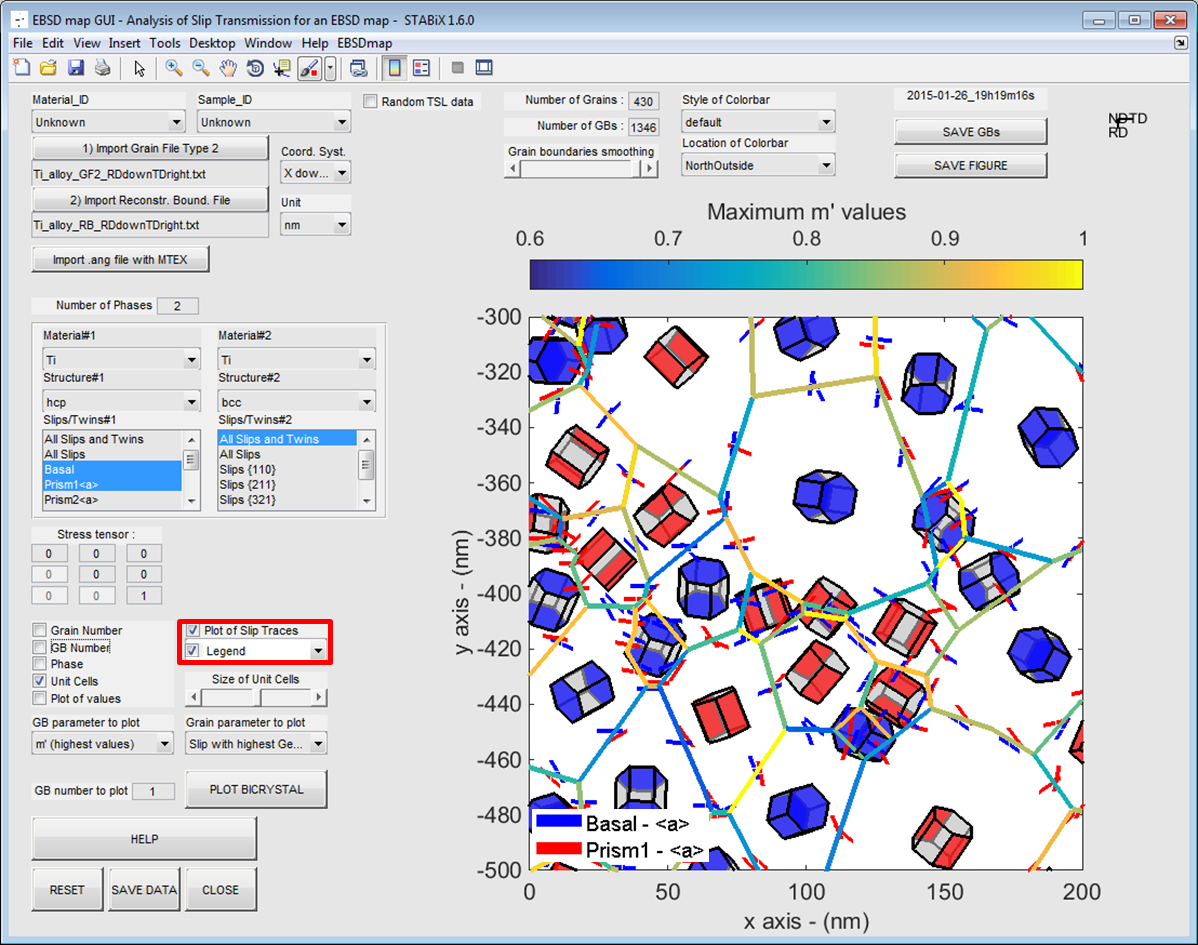 EBSD map GUI - Analysis of Slip Transmission for an EBSD map - STABiX 1.6.0
File Edit View Insert Tools Desktop Window Help EBSDmap
Material_ID
Sample_ID
Unknown
Unknown
Random TSL data
Number of Grains : 430
Number of GBs : 1346
Grain boundaries smoothing
Style of Colorbar
default
Location of Colorbar
NorthOutside
2015-01-26_19h19m16s
SAVE GBs
SAVE FIGURE
RD
1) Import Grain File Type 2
Ti_alloy_GF2_RDdownTDright.txt
2) Import Reconstr. Bound. File
Ti_alloy_RB_RDdownTDright.txt
Import .ang file with MTEX
Coord. Syst.
X dow...
Unit
nm
Number of Phases 2
Material#1
Ti
Structure#1
hcp
Slips/Twins#1
All Slips and Twins
All Slips
Basal
Prism1<a>
Prism2<a>
Material#2
Ti
Structure#2
bcc
Slips/Twins#2
All Slips and Twins
All Slips
Slips {110}
Slips {211}
Slips {321}
Stress tensor :
0 0 0
0 0 0
0 0 1
Grain Number
GB Number
Phase
Unit Cells
Plot of values
Plot of Slip Traces
Legend
Size of Unit Cells
GB parameter to plot
m' (highest values)
Grain parameter to plot
Slip with highest Ge...
GB number to plot 1
PLOT BICRYSTAL
HELP
RESET
SAVE DATA
CLOSE
Maximum m' values
0.6 0.7 0.8 0.9 1
-300
-320
-340
-360
-380
-400
-420
-440
-460
-480
-500
y axis - (nm)
Basal - <a>
Prism1 - <a>
0 50 100 150 200
x axis - (nm)